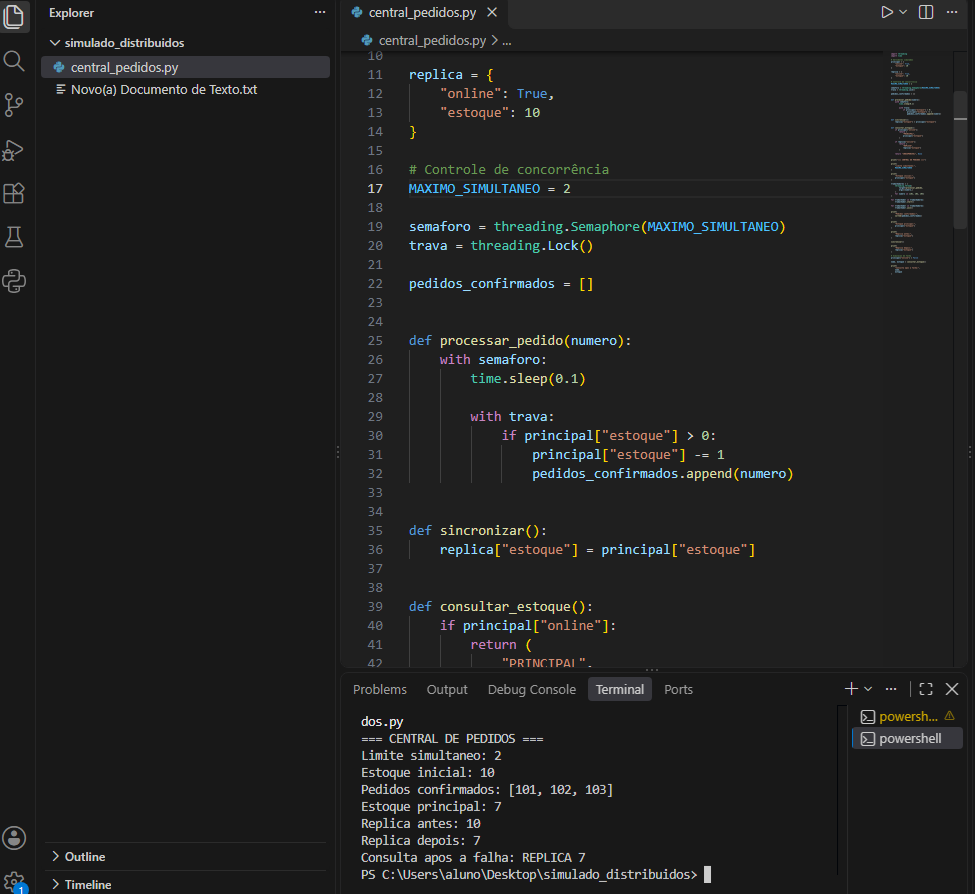 Explorer
simulado_distribuidos
central_pedidos.py
Novo(a) Documento de Texto.txt
Outline
Timeline
1
central_pedidos.py
central_pedidos.py > ...
10
11 replica = {
12 "online": True,
13 "estoque": 10
14 }
15
16 # Controle de concorrência
17 MAXIMO_SIMULTANEO = 2
18
19 semaforo = threading.Semaphore(MAXIMO_SIMULTANEO)
20 trava = threading.Lock()
21
22 pedidos_confirmados = []
23
24
25 def processar_pedido(numero):
26 with semaforo:
27 time.sleep(0.1)
28
29 with trava:
30 if principal["estoque"] > 0:
31 principal["estoque"] -= 1
32 pedidos_confirmados.append(numero)
33
34
35 def sincronizar():
36 replica["estoque"] = principal["estoque"]
37
38
39 def consultar_estoque():
40 if principal["online"]:
41 return (
42 "PRINCIPAL",
Problems Output Debug Console Terminal Ports
dos.py
=== CENTRAL DE PEDIDOS ===
Limite simultaneo: 2
Estoque inicial: 10
Pedidos confirmados: [101, 102, 103]
Estoque principal: 7
Replica antes: 10
Replica depois: 7
Consulta apos a falha: REPLICA 7
PS C:\Users\aluno\Desktop\simulado_distribuidos>
powersh...
powershell